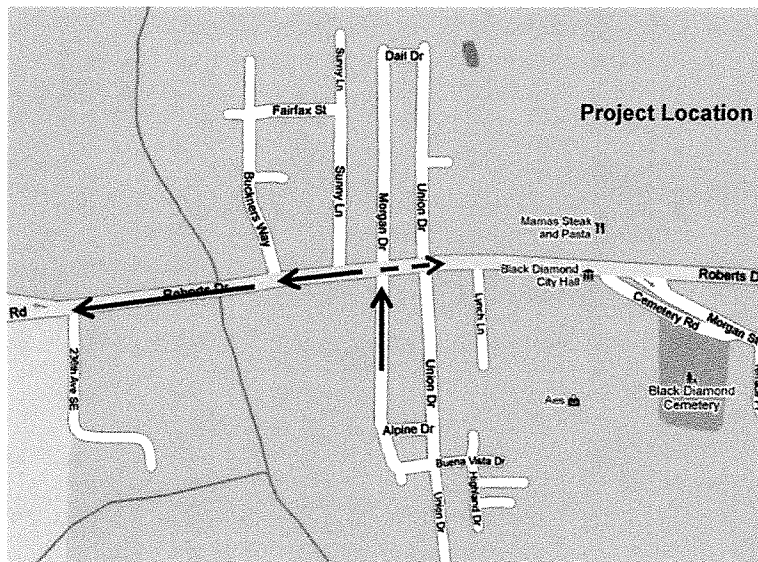 Dail Dr
Sunny Ln
Fairfax St
Project Location
Buckners Way
Sunny Ln
Morgan Dr
Union Dr
Mamas Steak
and Pasta
Black Diamond
City Hall
Roberts D
Roberts Dr
Rd
Lynch Ln
Cemetery Rd
Morgan St
236th Ave SE
Union Dr
Black Diamond
Cemetery
Aes
Alpine Dr
Buena Vista Dr
Highland Dr
Union Dr